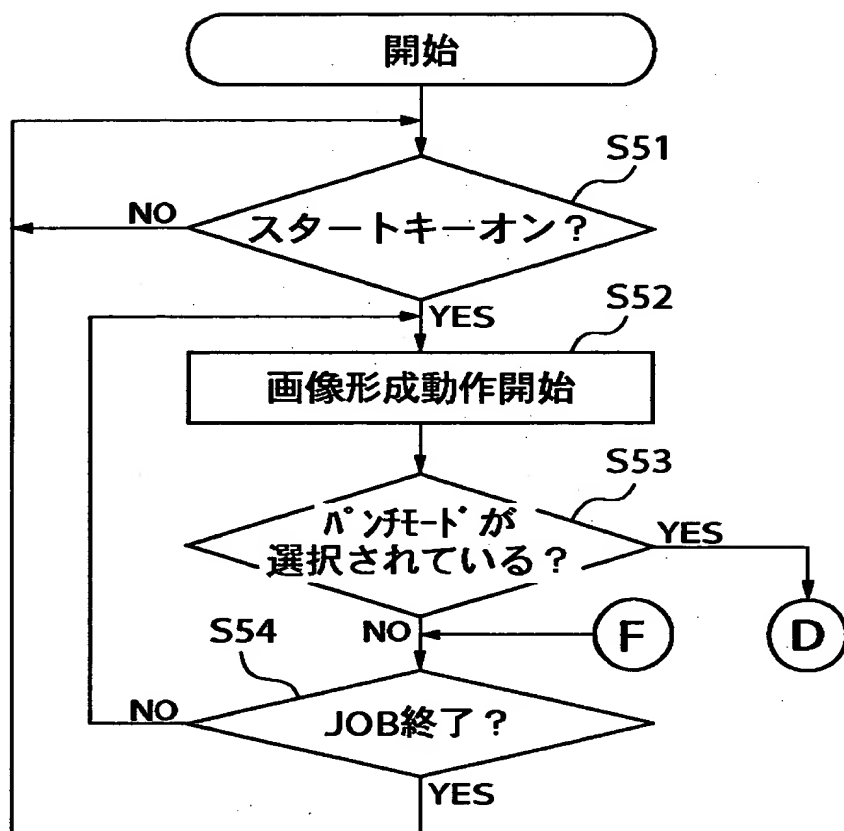 開始
S51
NO
スタートキーオン？
YES
S52
画像形成動作開始
S53
ﾊﾟﾝﾁﾓｰﾄﾞが
選択されている？
YES
S54
NO
F
D
NO
JOB終了？
YES